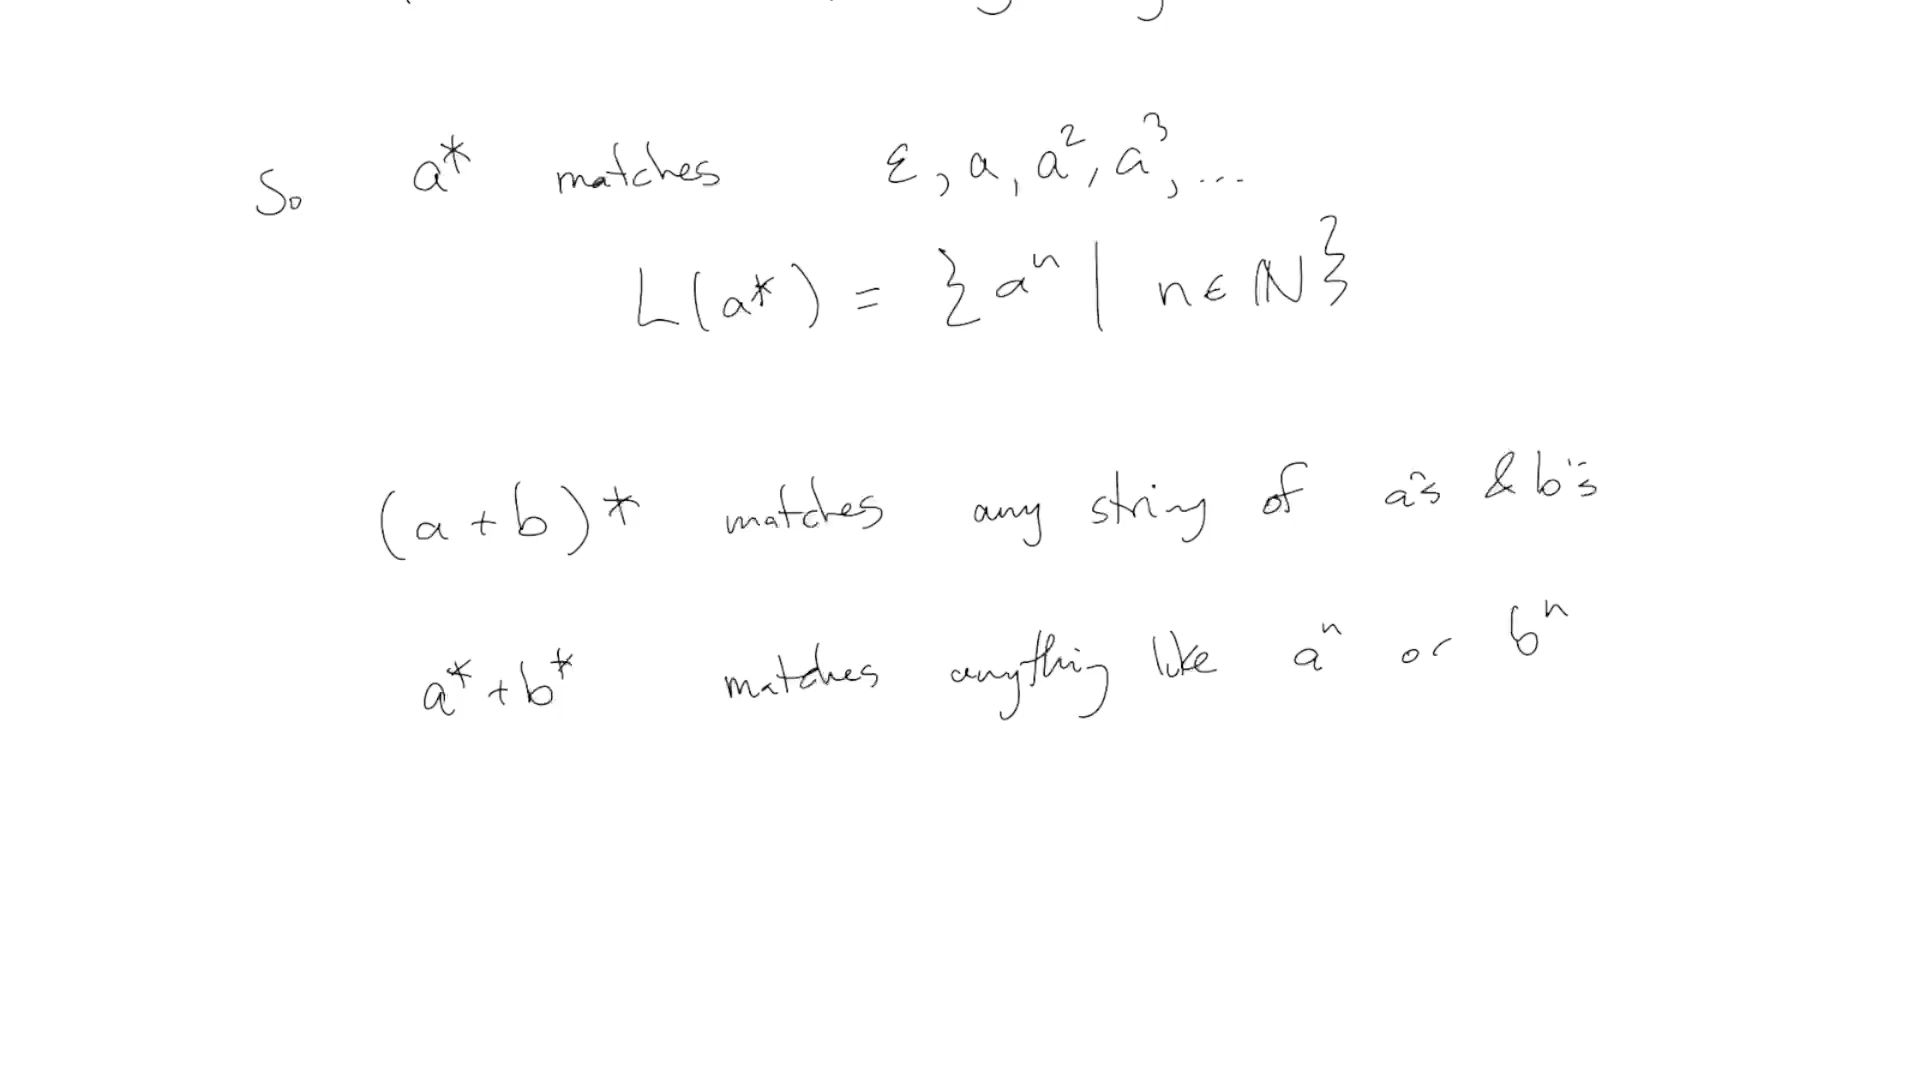 So a* matches ε, a, a², a³, ...
L(a*) = {aⁿ | n ∈ ℕ}
(a + b)* matches any string of a's & b's
a* + b* matches anything like aⁿ or bⁿ